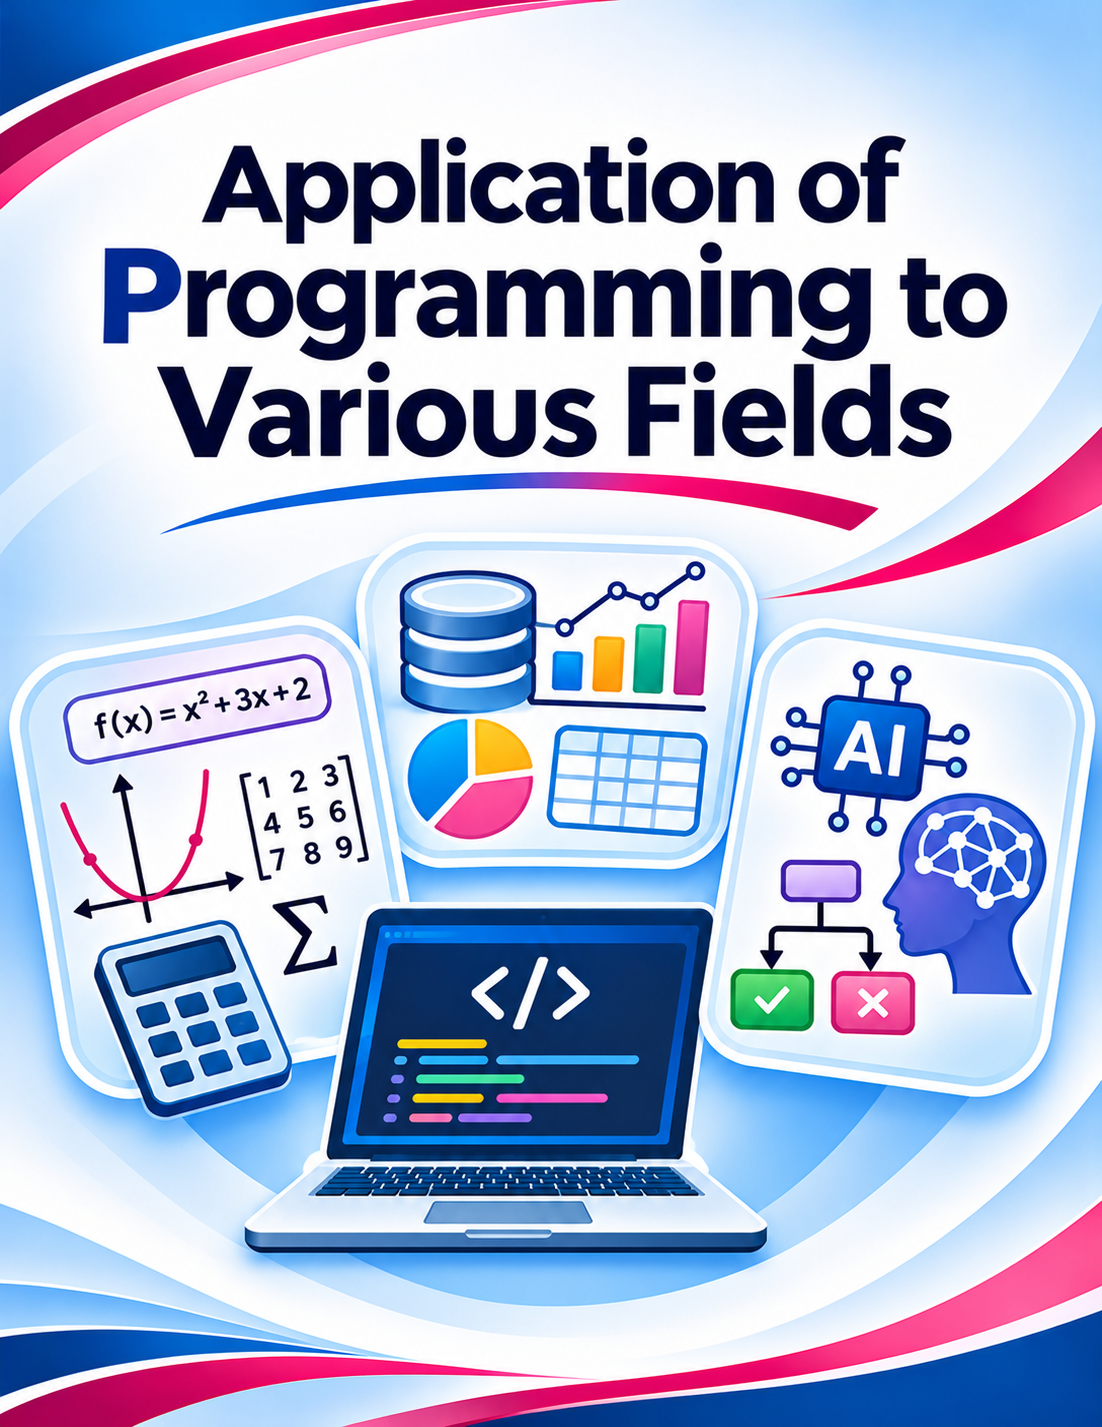 Application of
Programming to
Various Fields
f(x) = x² + 3x + 2
1 2 3
4 5 6
7 8 9
Σ
AI
</>